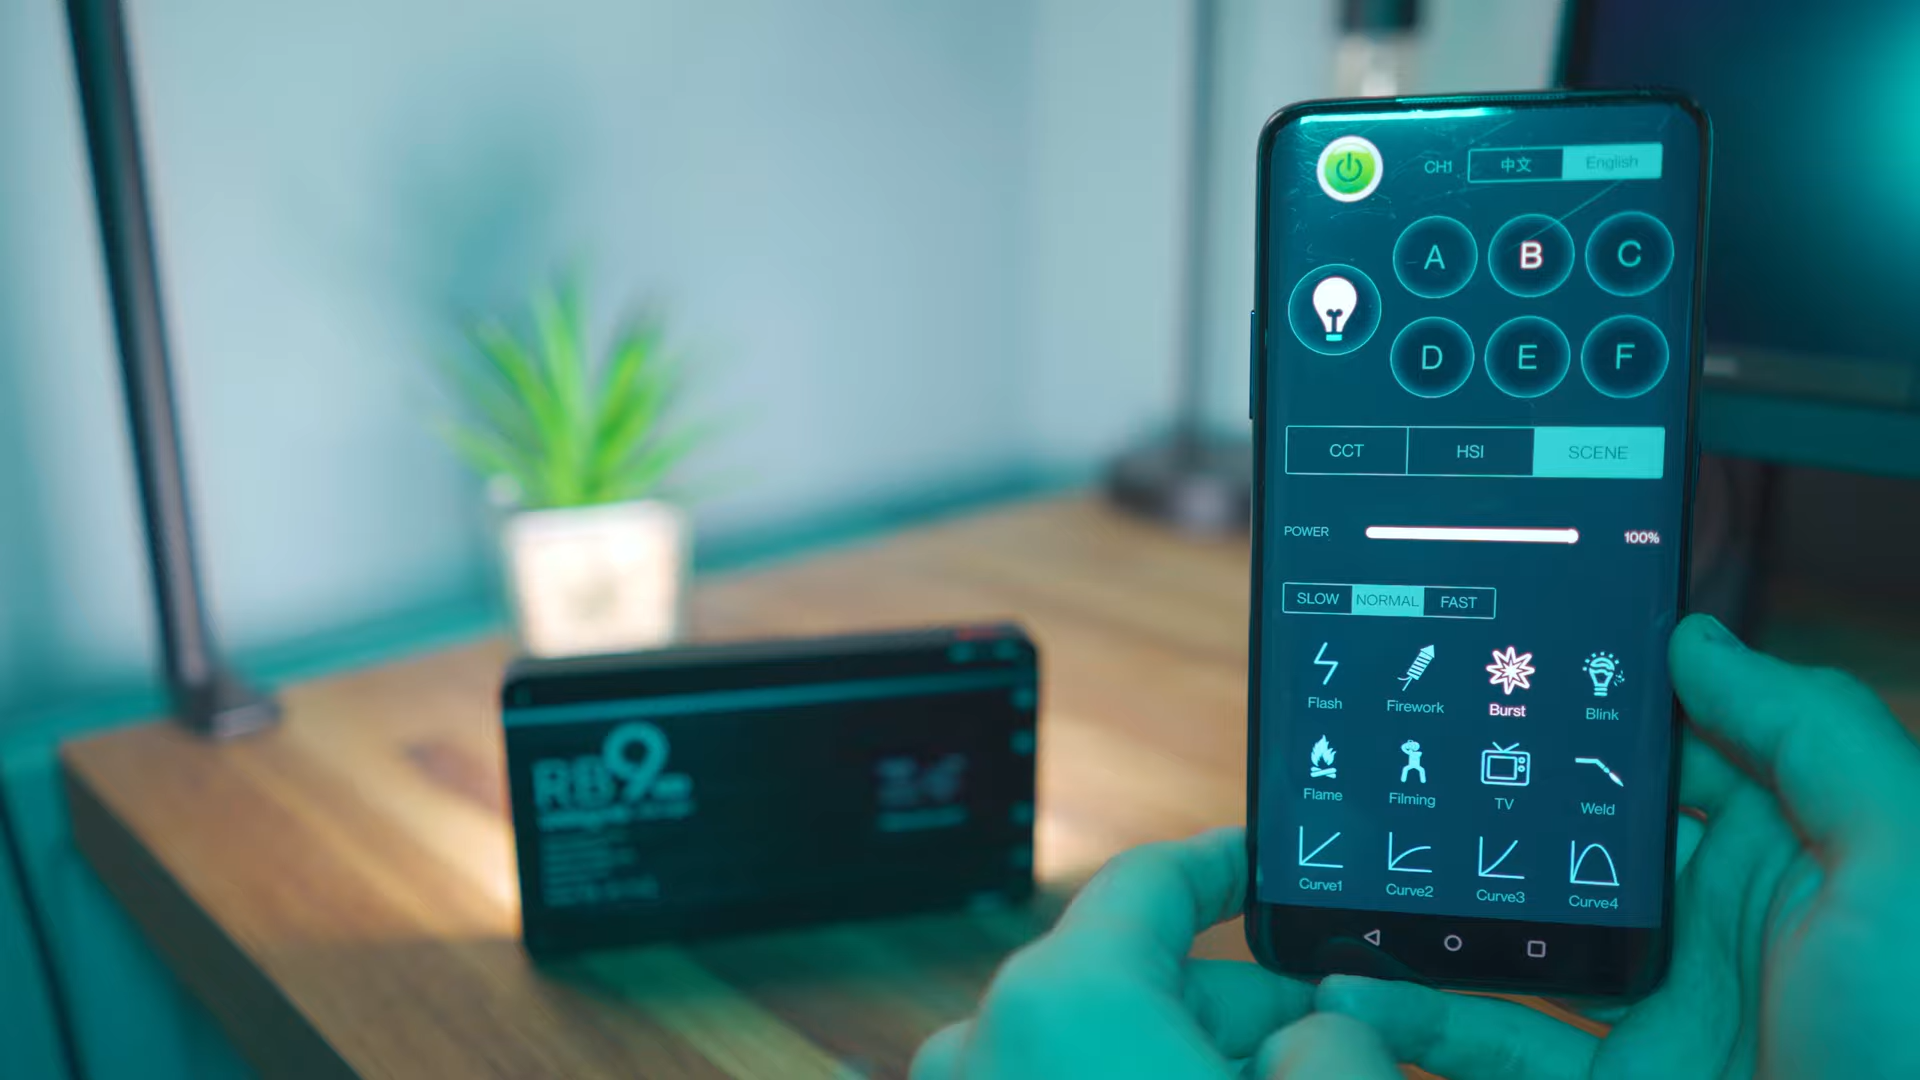 CH1 中文 English
A B C
D E F
CCT HSI SCENE
POWER 100%
SLOW NORMAL FAST
Flash Firework Burst Blink
Flame Filming TV Weld
Curve1 Curve2 Curve3 Curve4
RB9